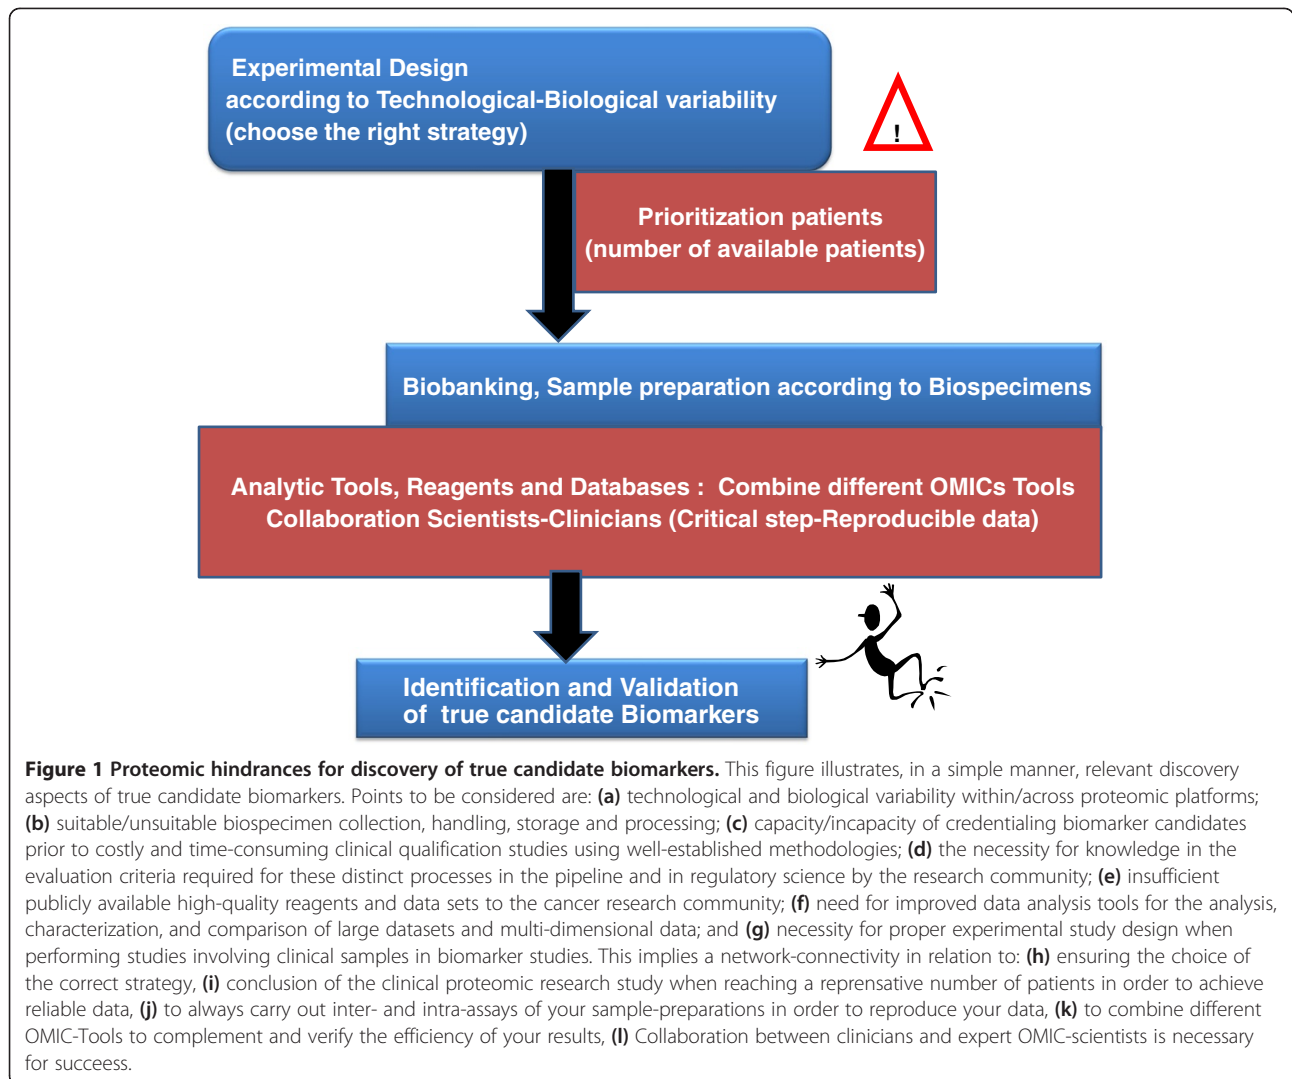 Experimental Design
according to Technological-Biological variability
(choose the right strategy)
!
Prioritization patients
(number of available patients)
Biobanking, Sample preparation according to Biospecimens
Analytic Tools, Reagents and Databases : Combine different OMICs Tools
Collaboration Scientists-Clinicians (Critical step-Reproducible data)
Identification and Validation
of true candidate Biomarkers
Figure 1 Proteomic hindrances for discovery of true candidate biomarkers. This figure illustrates, in a simple manner, relevant discovery
aspects of true candidate biomarkers. Points to be considered are: (a) technological and biological variability within/across proteomic platforms;
(b) suitable/unsuitable biospecimen collection, handling, storage and processing; (c) capacity/incapacity of credentialing biomarker candidates
prior to costly and time-consuming clinical qualification studies using well-established methodologies; (d) the necessity for knowledge in the
evaluation criteria required for these distinct processes in the pipeline and in regulatory science by the research community; (e) insufficient
publicly available high-quality reagents and data sets to the cancer research community; (f) need for improved data analysis tools for the analysis,
characterization, and comparison of large datasets and multi-dimensional data; and (g) necessity for proper experimental study design when
performing studies involving clinical samples in biomarker studies. This implies a network-connectivity in relation to: (h) ensuring the choice of
the correct strategy, (i) conclusion of the clinical proteomic research study when reaching a reprensative number of patients in order to achieve
reliable data, (j) to always carry out inter- and intra-assays of your sample-preparations in order to reproduce your data, (k) to combine different
OMIC-Tools to complement and verify the efficiency of your results, (l) Collaboration between clinicians and expert OMIC-scientists is necessary
for succeess.